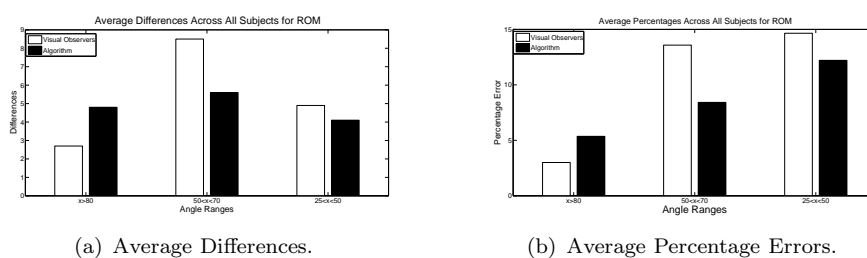 Average Differences Across All Subjects for ROM
Visual Observers
Algorithm
Differences
9
8
7
6
5
4
3
2
1
0
x>80
50<x<70
25<x<50
Angle Ranges
(a) Average Differences.
Average Percentages Across All Subjects for ROM
Visual Observers
Algorithm
Percentage Error
15
10
5
0
x>80
50<x<70
25<x<50
Angle Ranges
(b) Average Percentage Errors.